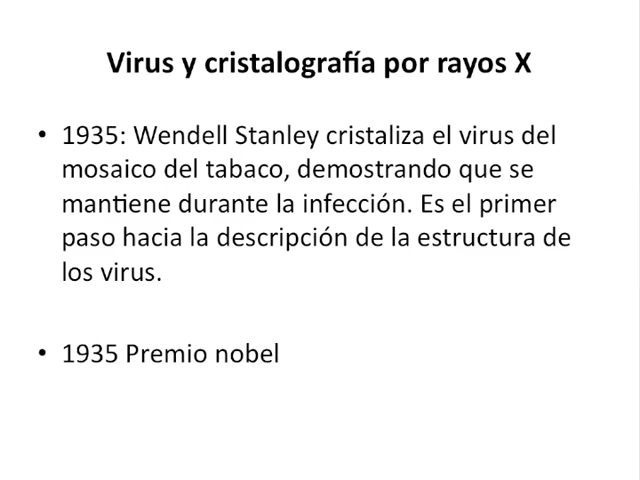 Virus y cristalografía por rayos X
• 1935: Wendell Stanley cristaliza el virus del
mosaico del tabaco, demostrando que se
mantiene durante la infección. Es el primer
paso hacia la descripción de la estructura de
los virus.
• 1935 Premio nobel